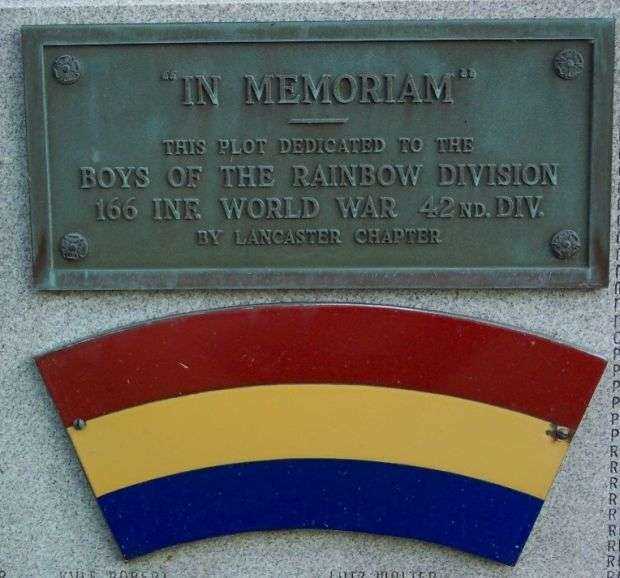 "IN MEMORIAM"
THIS PLOT DEDICATED TO THE
BOYS OF THE RAINBOW DIVISION
166 INF. WORLD WAR 42ND. DIV.
BY LANCASTER CHAPTER